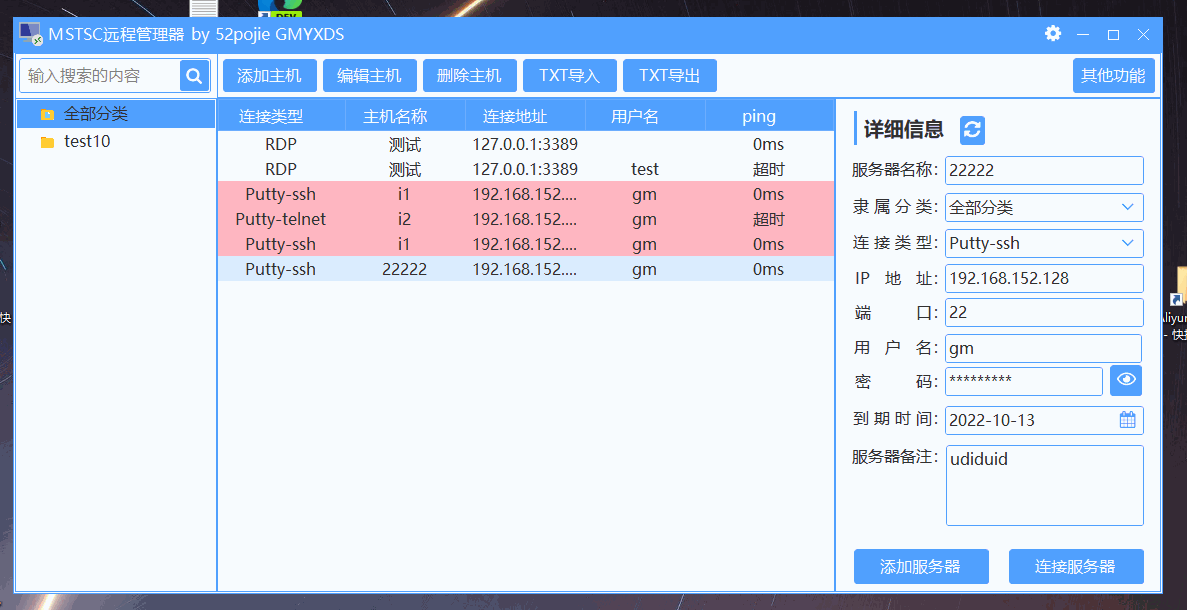 DEV
MSTSC远程管理器 by 52pojie GMYXDS
输入搜索的内容
添加主机 编辑主机 删除主机 TXT导入 TXT导出 其他功能
全部分类
test10
连接类型 主机名称 连接地址 用户名 ping
RDP 测试 127.0.0.1:3389 0ms
RDP 测试 127.0.0.1:3389 test 超时
Putty-ssh i1 192.168.152.... gm 0ms
Putty-telnet i2 192.168.152.... gm 超时
Putty-ssh i1 192.168.152.... gm 0ms
Putty-ssh 22222 192.168.152.... gm 0ms
详细信息
服务器名称: 22222
隶属分类: 全部分类
连接类型: Putty-ssh
IP 地 址: 192.168.152.128
端 口: 22
用 户 名: gm
密 码: *********
到期时间: 2022-10-13
服务器备注: udiduid
添加服务器 连接服务器
快
- 快